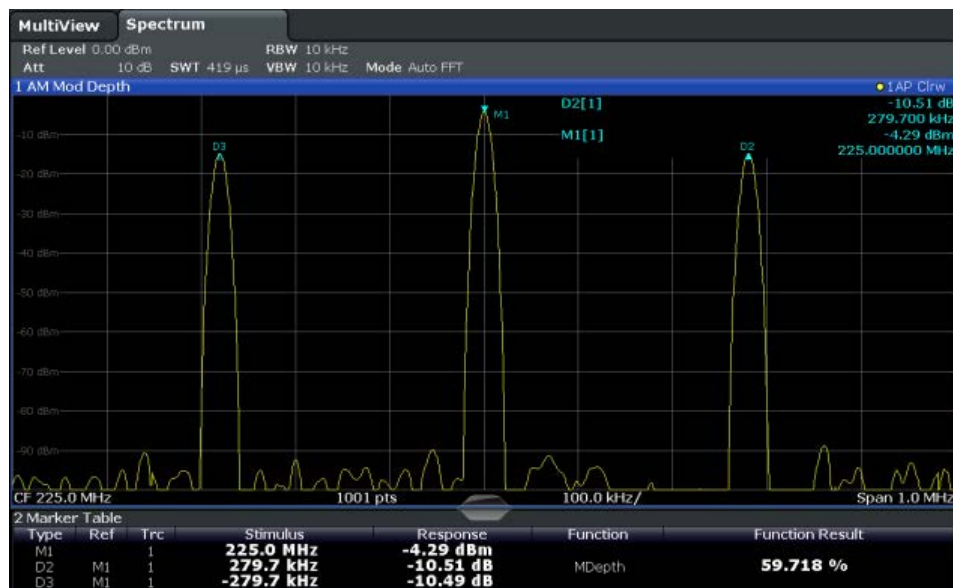 MultiView Spectrum
Ref Level 0.00 dBm RBW 10 kHz
Att 10 dB SWT 419 µs VBW 10 kHz Mode Auto FFT
1 AM Mod Depth 1AP Clrw
D2[1] -10.51 dB
279.700 kHz
M1[1] -4.29 dBm
225.000000 MHz
M1
D3
D2
-10 dBm
-20 dBm
-30 dBm
-40 dBm
-50 dBm
-60 dBm
-70 dBm
-80 dBm
-90 dBm
CF 225.0 MHz 1001 pts 100.0 kHz/ Span 1.0 MHz
2 Marker Table
Type Ref Trc Stimulus Response Function Function Result
M1 1 225.0 MHz -4.29 dBm
D2 M1 1 279.7 kHz -10.51 dB MDepth 59.718 %
D3 M1 1 -279.7 kHz -10.49 dB